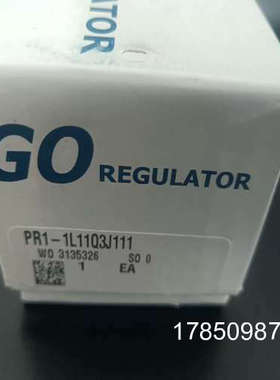 ATOR
GO REGULATOR
PR1-1L11Q3J111
WO 3135326 SO 0
1 EA
17850987